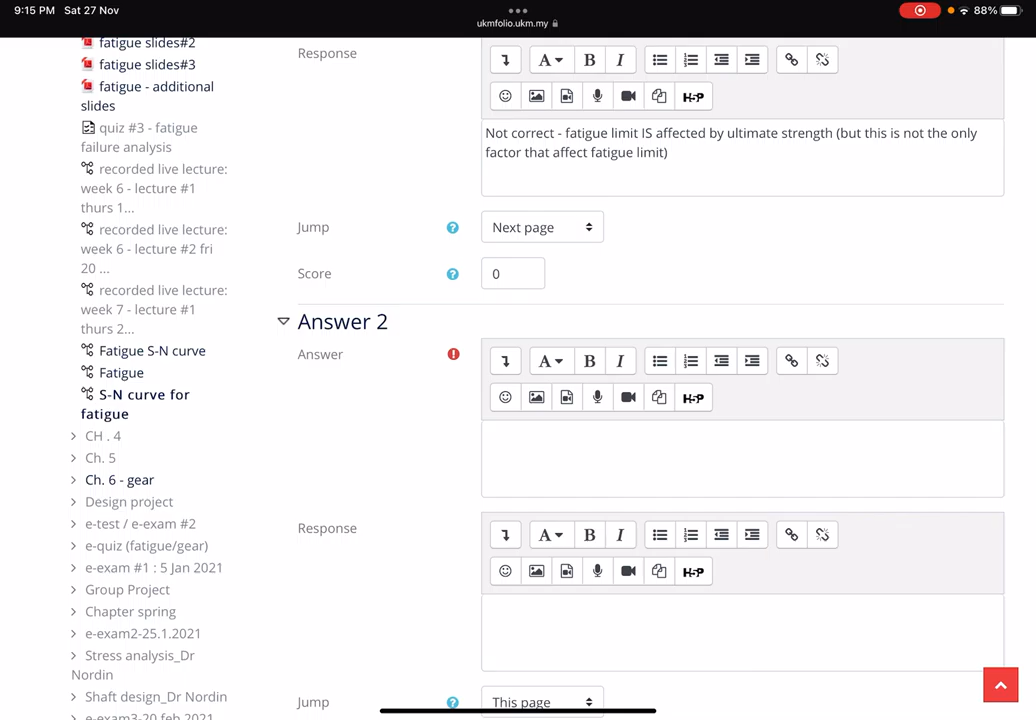 9:15 PM Sat 27 Nov
ukmfolio.ukm.my
88%
fatigue slides#2
fatigue slides#3
fatigue - additional
slides
quiz #3 - fatigue
failure analysis
recorded live lecture:
week 6 - lecture #1
thurs 1...
recorded live lecture:
week 6 - lecture #2 fri
20 ...
recorded live lecture:
week 7 - lecture #1
thurs 2...
Fatigue S-N curve
Fatigue
S-N curve for
fatigue
CH . 4
Ch. 5
Ch. 6 - gear
Design project
e-test / e-exam #2
e-quiz (fatigue/gear)
e-exam #1 : 5 Jan 2021
Group Project
Chapter spring
e-exam2-25.1.2021
Stress analysis_Dr
Nordin
Shaft design_Dr Nordin
e-exam3-20 feb 2021
Response
A B I
H-P
Not correct - fatigue limit IS affected by ultimate strength (but this is not the only
factor that affect fatigue limit)
Jump
Next page
Score
0
Answer 2
Answer
A B I
H-P
Response
A B I
H-P
Jump
This page